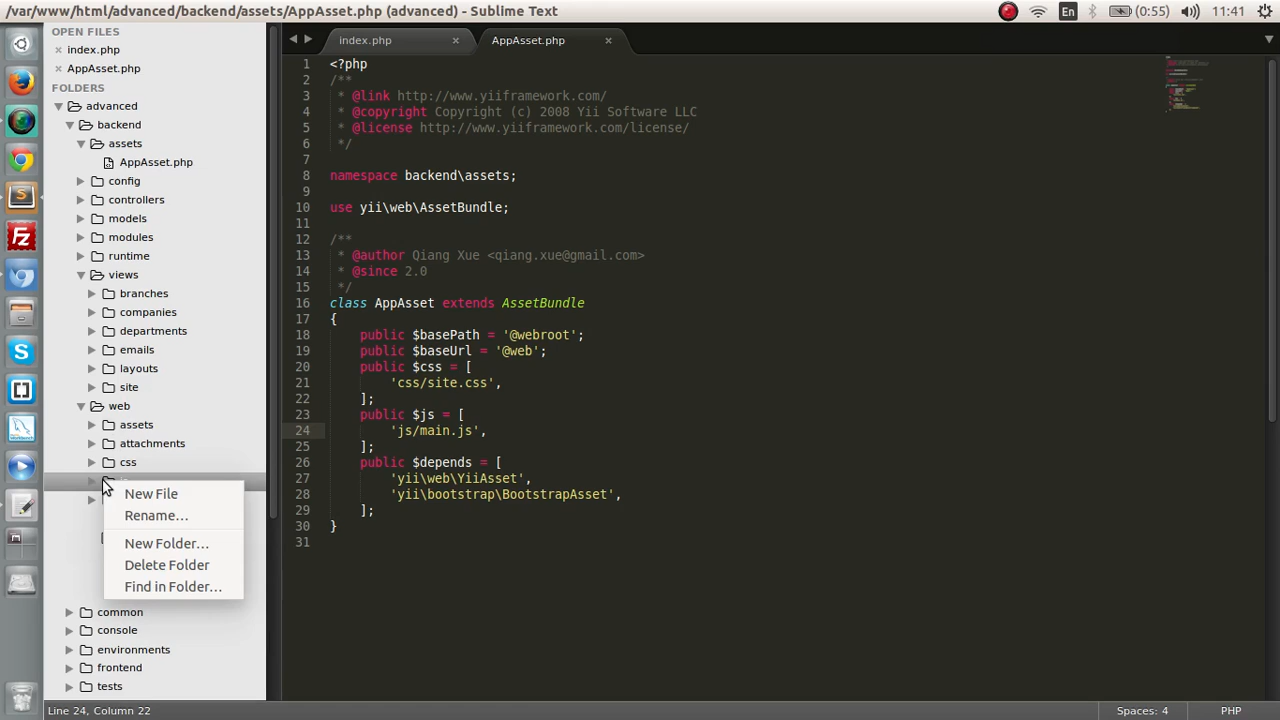 /var/www/html/advanced/backend/assets/AppAsset.php (advanced) - Sublime Text
En
(0:55)
11:41
OPEN FILES
index.php
AppAsset.php
FOLDERS
advanced
backend
assets
AppAsset.php
config
controllers
models
modules
runtime
views
branches
companies
departments
emails
layouts
site
web
assets
attachments
css
New File
Rename…
New Folder…
Delete Folder
Find in Folder…
common
console
environments
frontend
tests
index.php
AppAsset.php
1 <?php
2 /**
3  * @link http://www.yiiframework.com/
4  * @copyright Copyright (c) 2008 Yii Software LLC
5  * @license http://www.yiiframework.com/license/
6  */
7
8 namespace backend\assets;
9
10 use yii\web\AssetBundle;
11
12 /**
13  * @author Qiang Xue <qiang.xue@gmail.com>
14  * @since 2.0
15  */
16 class AppAsset extends AssetBundle
17 {
18     public $basePath = '@webroot';
19     public $baseUrl = '@web';
20     public $css = [
21         'css/site.css',
22     ];
23     public $js = [
24         'js/main.js',
25     ];
26     public $depends = [
27         'yii\web\YiiAsset',
28         'yii\bootstrap\BootstrapAsset',
29     ];
30 }
31
Line 24, Column 22
Spaces: 4
PHP